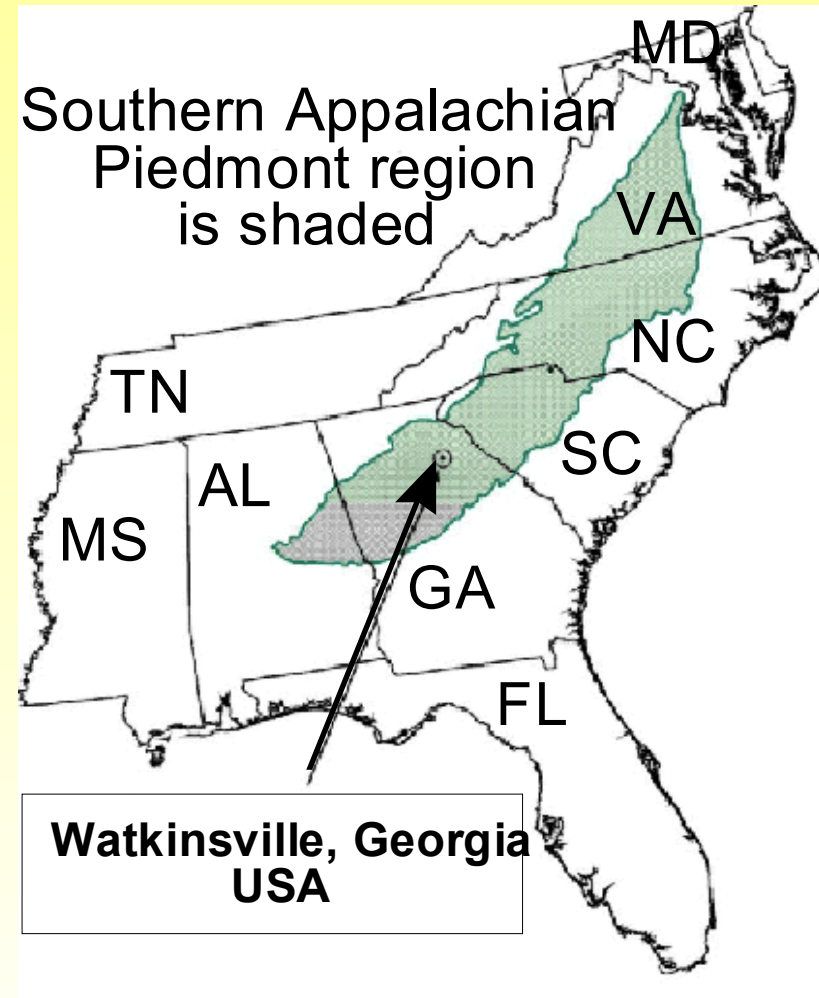 MD
Southern Appalachian
Piedmont region
is shaded
VA
NC
TN
SC
AL
MS
GA
FL
Watkinsville, Georgia
USA